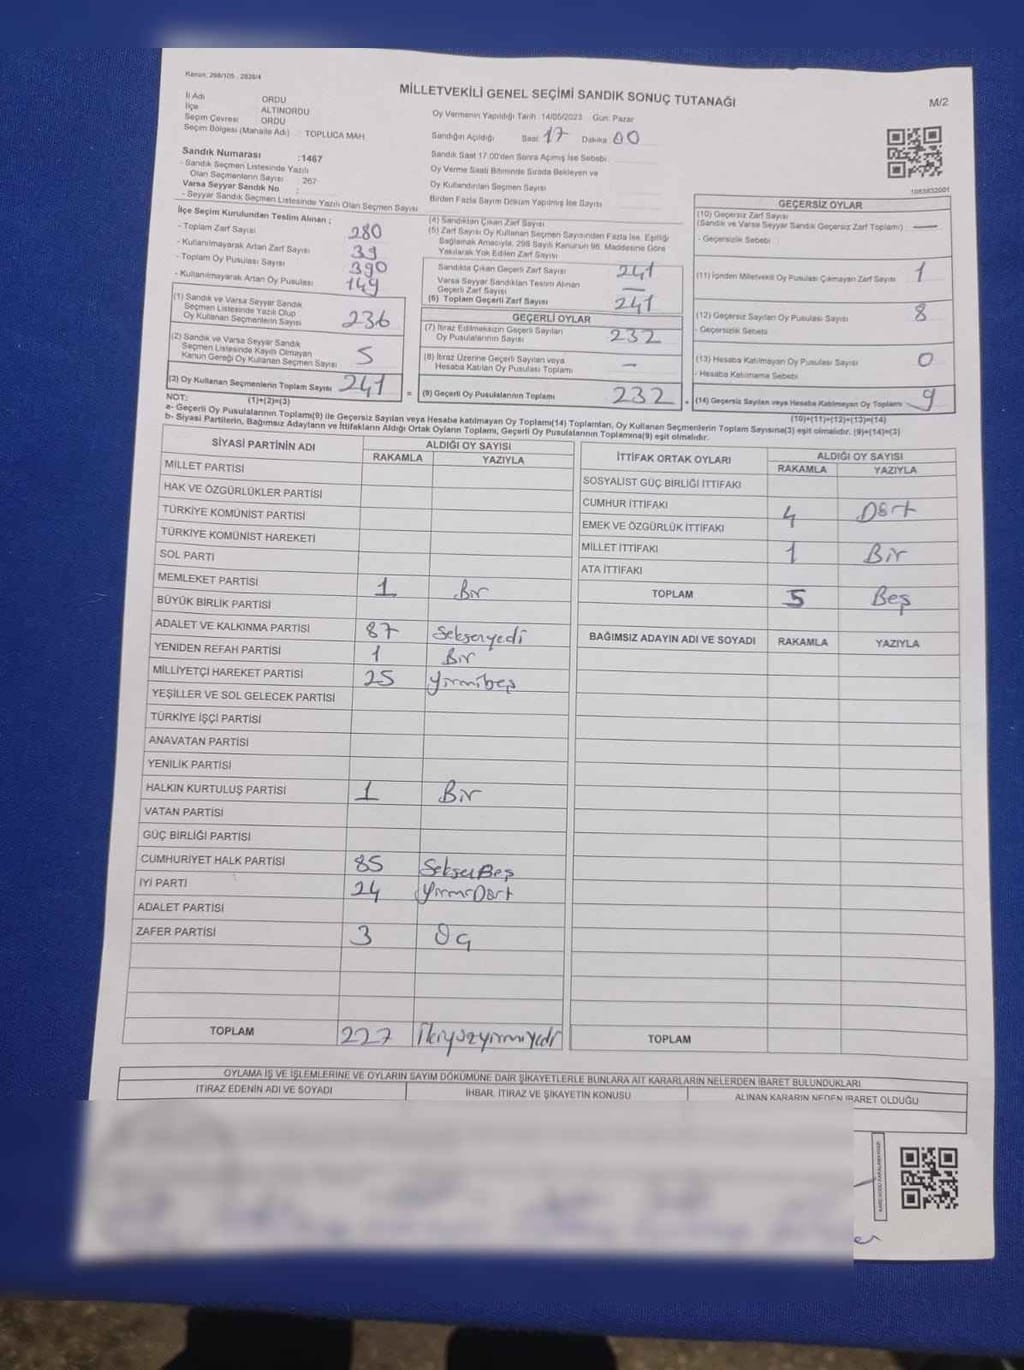 Kanun: 298/105 , 2839/4
MİLLETVEKİLİ GENEL SEÇİMİ SANDIK SONUÇ TUTANAĞI
M/2
İl Adı ORDU
İlçe ALTINORDU
Seçim Çevresi ORDU
Seçim Bölgesi (Mahalle Adı) : TOPLUCA MAH.
Oy Vermenin Yapıldığı Tarih :14/05/2023 Gün: Pazar
Sandığın Açıldığı Saat 17 Dakika 00
Sandık Numarası :1467
- Sandık Seçmen Listesinde Yazılı
Olan Seçmenlerin Sayısı 267
Varsa Seyyar Sandık No :
- Seyyar Sandık Seçmen Listesinde Yazılı Olan Seçmen Sayısı :
Sandık Saat 17.00'den Sonra Açılmış İse Sebebi
Oy Verme Saati Bitiminde Sırada Bekleyen ve
Oy Kullandırılan Seçmen Sayısı
Birden Fazla Sayım Döküm Yapılmış İse Sayısı
1083832001
İlçe Seçim Kurulundan Teslim Alınan ;
- Toplam Zarf Sayısı 280
- Kullanılmayarak Artan Zarf Sayısı 39
- Toplam Oy Pusulası Sayısı 390
- Kullanılmayarak Artan Oy Pusulası 149
(1) Sandık ve Varsa Seyyar Sandık
Seçmen Listesinde Yazılı Olup
Oy Kullanan Seçmenlerin Sayısı 236
(2) Sandık ve Varsa Seyyar Sandık
Seçmen Listesinde Kayıtlı Olmayan
Kanun Gereği Oy Kullanan Seçmen Sayısı 5
(3) Oy Kullanan Seçmenlerin Toplam Sayısı 241
(1)+(2)=(3)
(4) Sandıktan Çıkan Zarf Sayısı
(5) Zarf Sayısı Oy Kullanan Seçmen Sayısından Fazla İse, Eşitliği
Sağlamak Amacıyla, 298 Sayılı Kanunun 98. Maddesine Göre
Yakılarak Yok Edilen Zarf Sayısı
Sandıkta Çıkan Geçerli Zarf Sayısı 241
Varsa Seyyar Sandıktan Teslim Alınan
Geçerli Zarf Sayısı —
(6) Toplam Geçerli Zarf Sayısı 241
GEÇERLİ OYLAR
(7) İtiraz Edilmeksizin Geçerli Sayılan
Oy Pusulalarının Sayısı 232
(8) İtiraz Üzerine Geçerli Sayılan veya
Hesaba Katılan Oy Pusulası Toplamı —
= (9) Geçerli Oy Pusulalarının Toplamı 232
GEÇERSİZ OYLAR
(10) Geçersiz Zarf Sayısı
(Sandık ve Varsa Seyyar Sandık Geçersiz Zarf Toplamı) —
- Geçersizlik Sebebi
(11) İçinden Milletvekili Oy Pusulası Çıkmayan Zarf Sayısı 1
(12) Geçersiz Sayılan Oy Pusulası Sayısı 8
- Geçersizlik Sebebi
(13) Hesaba Katılmayan Oy Pusulası Sayısı 0
- Hesaba Katılmama Sebebi
(14) Geçersiz Sayılan veya Hesaba Katılmayan Oy Toplamı 9
(10)+(11)+(12)+(13)=(14)
NOT:
a- Geçerli Oy Pusulalarının Toplamı(9) ile Geçersiz Sayılan veya Hesaba katılmayan Oy Toplamı(14) Toplamları, Oy Kullanan Seçmenlerin Toplam Sayısına(3) eşit olmalıdır. (9)+(14)=(3)
b- Siyasi Partilerin, Bağımsız Adayların ve İttifakların Aldığı Ortak Oyların Toplamı, Geçerli Oy Pusulalarının Toplamına(9) eşit olmalıdır.
SİYASİ PARTİNİN ADI ALDIĞI OY SAYISI
RAKAMLA YAZIYLA
MİLLET PARTİSİ
HAK VE ÖZGÜRLÜKLER PARTİSİ
TÜRKİYE KOMÜNİST PARTİSİ
TÜRKİYE KOMÜNİST HAREKETİ
SOL PARTİ
MEMLEKET PARTİSİ 1 Bir
BÜYÜK BİRLİK PARTİSİ
ADALET VE KALKINMA PARTİSİ 87 Seksenyedi
YENİDEN REFAH PARTİSİ 1 Bir
MİLLİYETÇİ HAREKET PARTİSİ 25 Yirmibeş
YEŞİLLER VE SOL GELECEK PARTİSİ
TÜRKİYE İŞÇİ PARTİSİ
ANAVATAN PARTİSİ
YENİLİK PARTİSİ
HALKIN KURTULUŞ PARTİSİ 1 Bir
VATAN PARTİSİ
GÜÇ BİRLİĞİ PARTİSİ
CUMHURİYET HALK PARTİSİ 85 SeksenBeş
İYİ PARTİ 24 YirmiDört
ADALET PARTİSİ
ZAFER PARTİSİ 3 Üç
TOPLAM 227 İkiyüzyirmiyedi
İTTİFAK ORTAK OYLARI ALDIĞI OY SAYISI
RAKAMLA YAZIYLA
SOSYALİST GÜÇ BİRLİĞİ İTTİFAKI
CUMHUR İTTİFAKI 4 Dört
EMEK VE ÖZGÜRLÜK İTTİFAKI
MİLLET İTTİFAKI 1 Bir
ATA İTTİFAKI
TOPLAM 5 Beş
BAĞIMSIZ ADAYIN ADI VE SOYADI RAKAMLA YAZIYLA
TOPLAM
OYLAMA İŞ VE İŞLEMLERİNE VE OYLARIN SAYIM DÖKÜMÜNE DAİR ŞİKAYETLERLE BUNLARA AİT KARARLARIN NELERDEN İBARET BULUNDUKLARI
İTİRAZ EDENİN ADI VE SOYADI İHBAR, İTİRAZ VE ŞİKAYETİN KONUSU ALINAN KARARIN NEDEN İBARET OLDUĞU